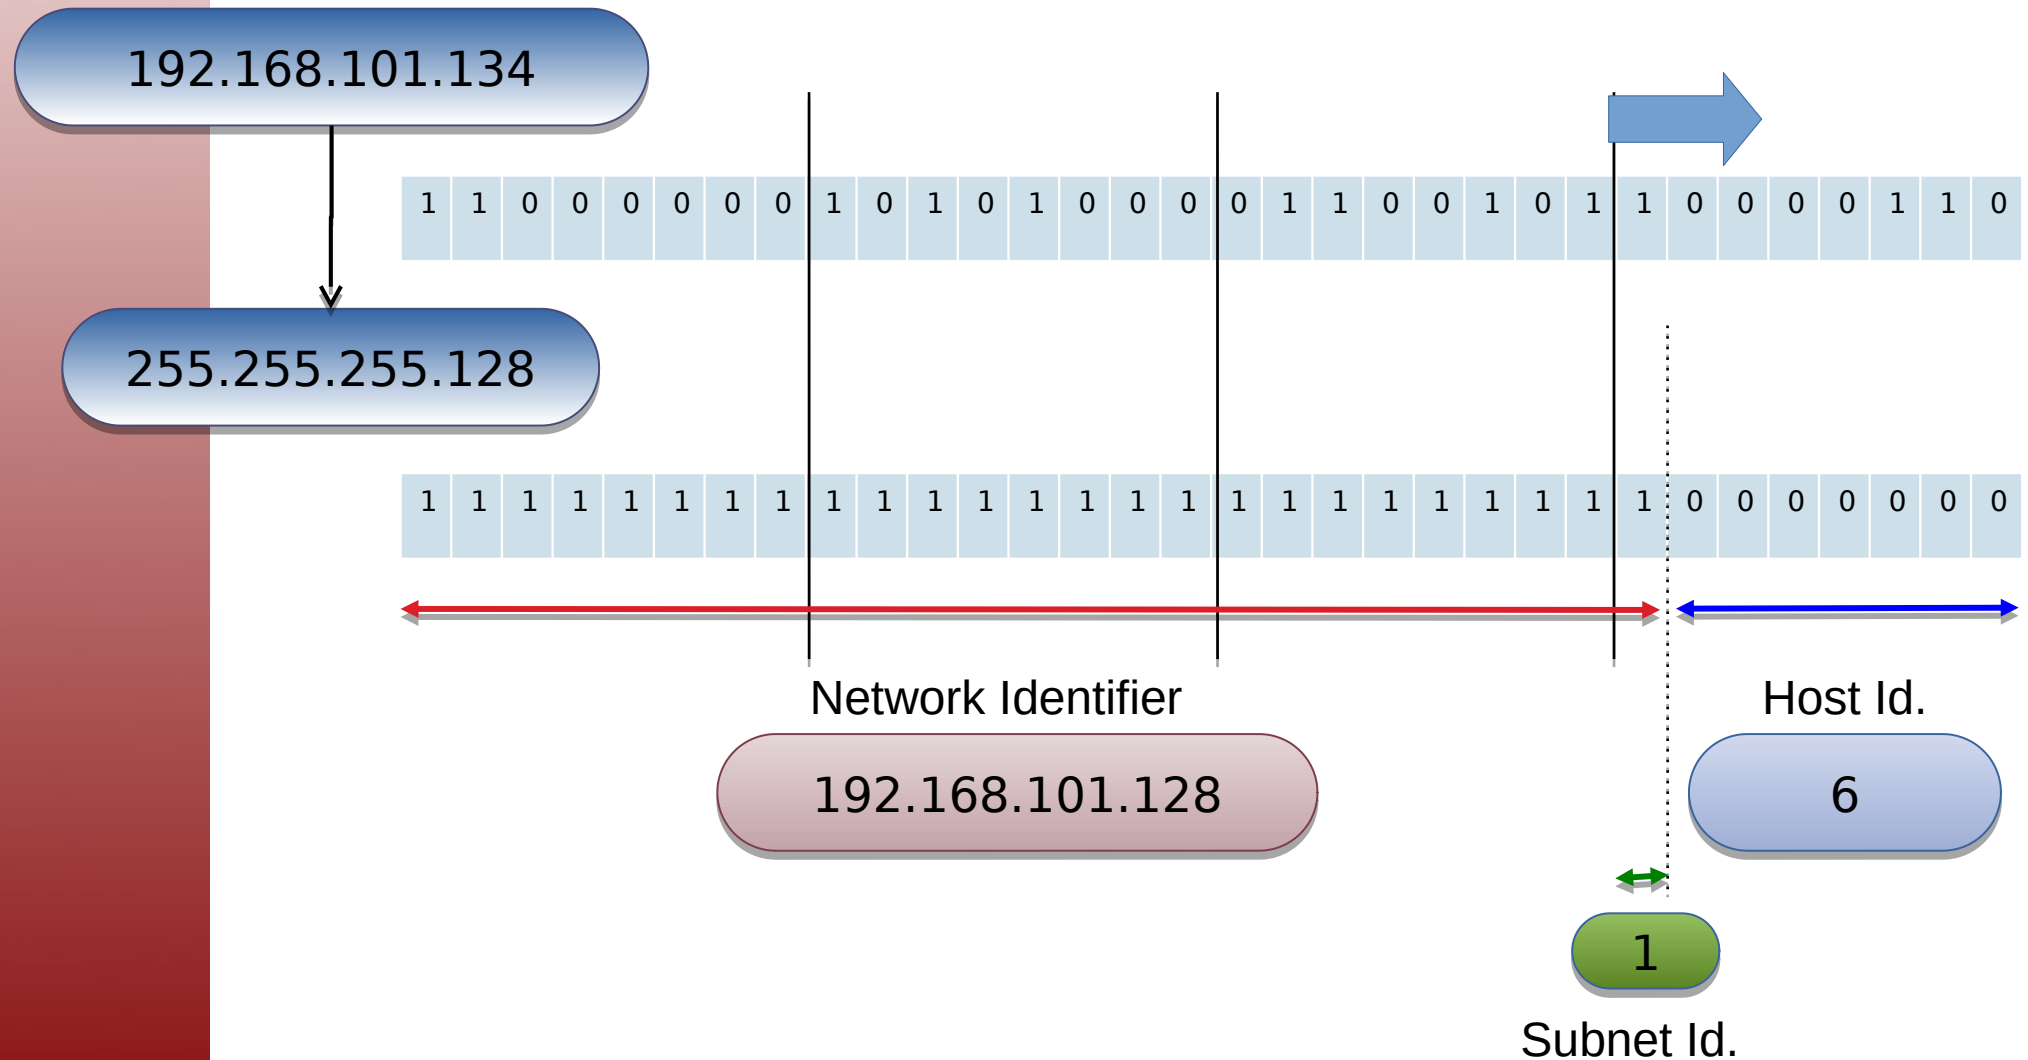 192.168.101.134
1 1 0 0 0 0 0 0 1 0 1 0 1 0 0 0 0 1 1 0 0 1 0 1 1 0 0 0 0 1 1 0
255.255.255.128
1 1 1 1 1 1 1 1 1 1 1 1 1 1 1 1 1 1 1 1 1 1 1 1 1 0 0 0 0 0 0 0
Network Identifier
Host Id.
192.168.101.128
6
1
Subnet Id.